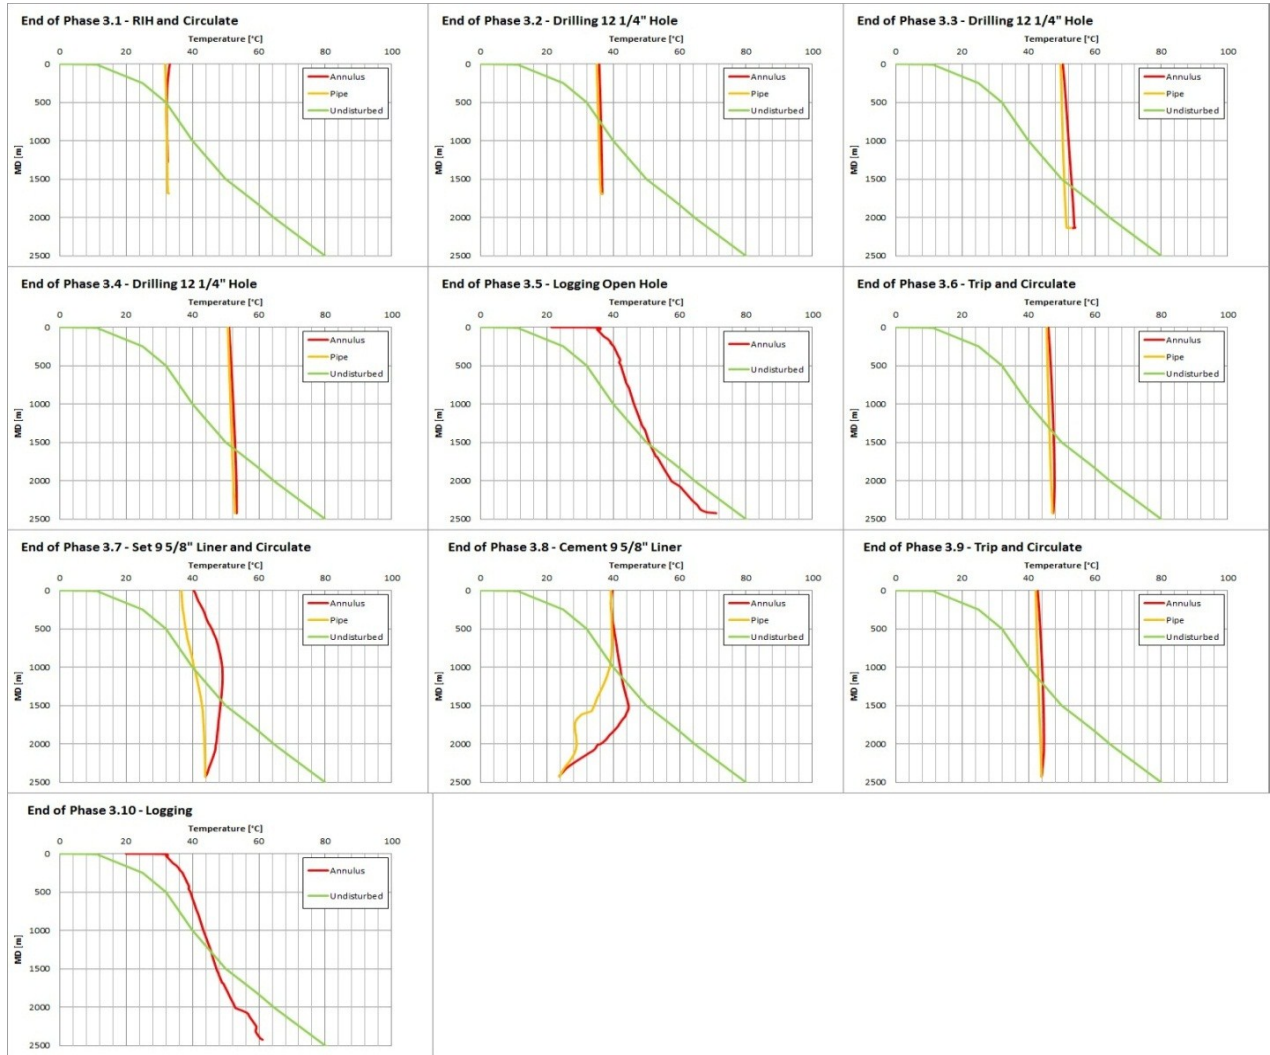 End of Phase 3.1 - RIH and Circulate
Temperature [°C]
0 20 40 60 80 100
0
500
1000
1500
2000
2500
MD [m]
Annulus
Pipe
Undisturbed
End of Phase 3.2 - Drilling 12 1/4" Hole
Temperature [°C]
0 20 40 60 80 100
0
500
1000
1500
2000
2500
MD [m]
Annulus
Pipe
Undisturbed
End of Phase 3.3 - Drilling 12 1/4" Hole
Temperature [°C]
0 20 40 60 80 100
0
500
1000
1500
2000
2500
MD [m]
Annulus
Pipe
Undisturbed
End of Phase 3.4 - Drilling 12 1/4" Hole
Temperature [°C]
0 20 40 60 80 100
0
500
1000
1500
2000
2500
MD [m]
Annulus
Pipe
Undisturbed
End of Phase 3.5 - Logging Open Hole
Temperature [°C]
0 20 40 60 80 100
0
500
1000
1500
2000
2500
MD [m]
Annulus
Undisturbed
End of Phase 3.6 - Trip and Circulate
Temperature [°C]
0 20 40 60 80 100
0
500
1000
1500
2000
2500
MD [m]
Annulus
Pipe
Undisturbed
End of Phase 3.7 - Set 9 5/8" Liner and Circulate
Temperature [°C]
0 20 40 60 80 100
0
500
1000
1500
2000
2500
MD [m]
Annulus
Pipe
Undisturbed
End of Phase 3.8 - Cement 9 5/8" Liner
Temperature [°C]
0 20 40 60 80 100
0
500
1000
1500
2000
2500
MD [m]
Annulus
Pipe
Undisturbed
End of Phase 3.9 - Trip and Circulate
Temperature [°C]
0 20 40 60 80 100
0
500
1000
1500
2000
2500
MD [m]
Annulus
Pipe
Undisturbed
End of Phase 3.10 - Logging
Temperature [°C]
0 20 40 60 80 100
0
500
1000
1500
2000
2500
MD [m]
Annulus
Undisturbed